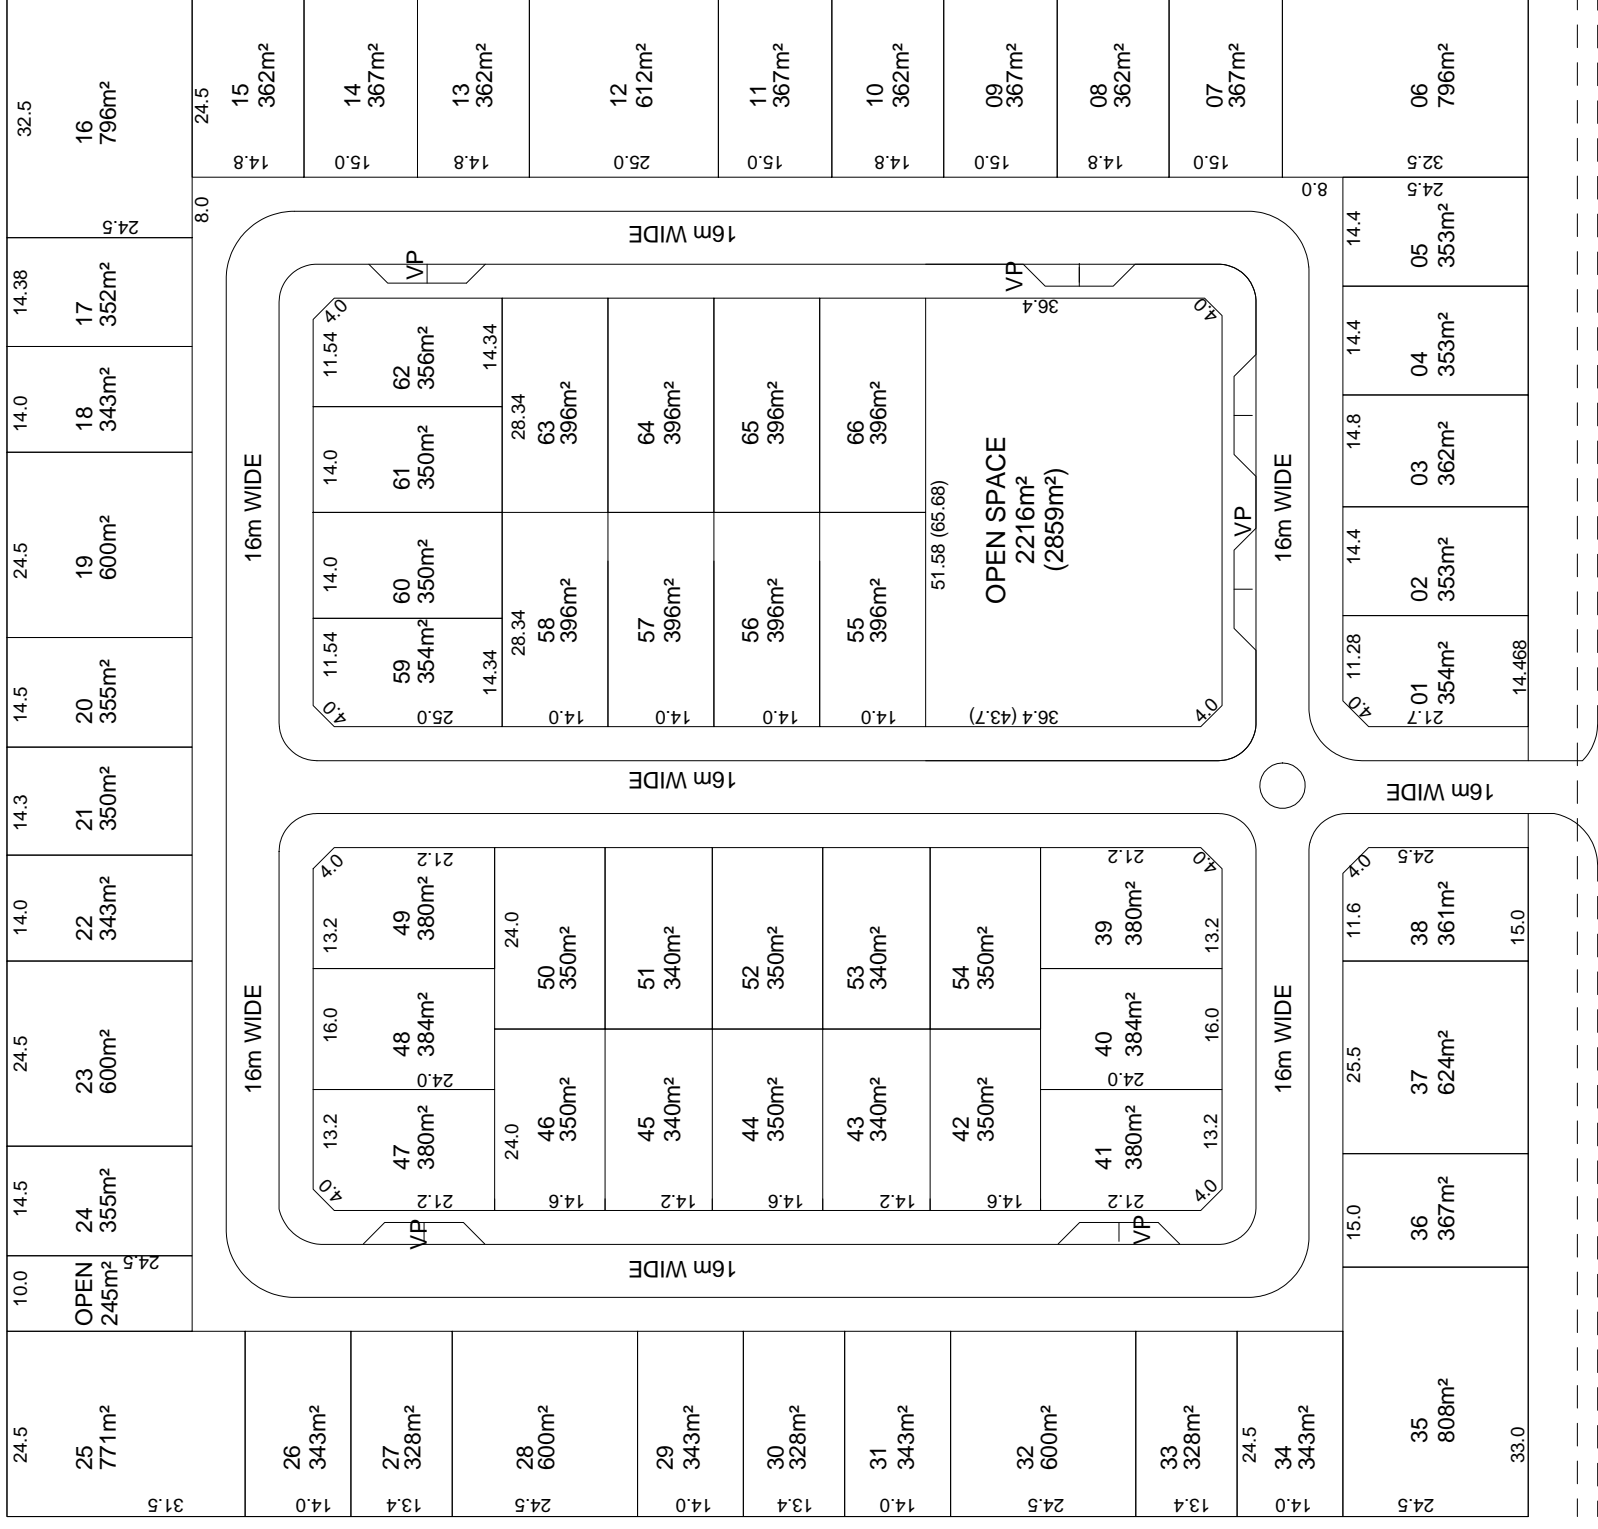 32.5
16
796m²
24.5
24.5
15
362m²
14.8
14
367m²
15.0
13
362m²
14.8
12
612m²
25.0
11
367m²
15.0
10
362m²
14.8
09
367m²
15.0
08
362m²
14.8
07
367m²
15.0
06
796m²
32.5
8.0
8.0
24.5
14.4
05
353m²
14.4
04
353m²
14.8
03
362m²
14.4
02
353m²
11.28
01
354m²
14.468
4.0
21.7
14.38
17
352m²
14.0
18
343m²
24.5
19
600m²
14.5
20
355m²
14.3
21
350m²
14.0
22
343m²
24.5
23
600m²
14.5
24
355m²
24.5
10.0
OPEN
245m²
16m WIDE
VP
VP
4.0
11.54
62
356m²
14.34
14.0
61
350m²
14.0
60
350m²
11.54
59
354m²
14.34
4.0
25.0
28.34
63
396m²
64
396m²
65
396m²
66
396m²
28.34
58
396m²
57
396m²
56
396m²
55
396m²
14.0
14.0
14.0
14.0
36.4
4.0
51.58 (65.68)
OPEN SPACE
2216m²
(2859m²)
36.4 (43.7)
4.0
VP
16m WIDE
16m WIDE
16m WIDE
16m WIDE
4.0
21.2
13.2
49
380m²
16.0
48
384m²
24.0
13.2
47
380m²
4.0
21.2
24.0
50
350m²
51
340m²
52
350m²
53
340m²
54
350m²
24.0
46
350m²
45
340m²
44
350m²
43
340m²
42
350m²
14.6
14.2
14.6
14.2
14.6
21.2
4.0
39
380m²
13.2
40
384m²
16.0
24.0
41
380m²
13.2
21.2
4.0
VP
VP
16m WIDE
16m WIDE
16m WIDE
4.0
24.5
11.6
38
361m²
15.0
25.5
37
624m²
15.0
36
367m²
24.5
25
771m²
31.5
26
343m²
14.0
27
328m²
13.4
28
600m²
24.5
29
343m²
14.0
30
328m²
13.4
31
343m²
14.0
32
600m²
24.5
33
328m²
13.4
24.5
34
343m²
14.0
35
808m²
33.0
24.5